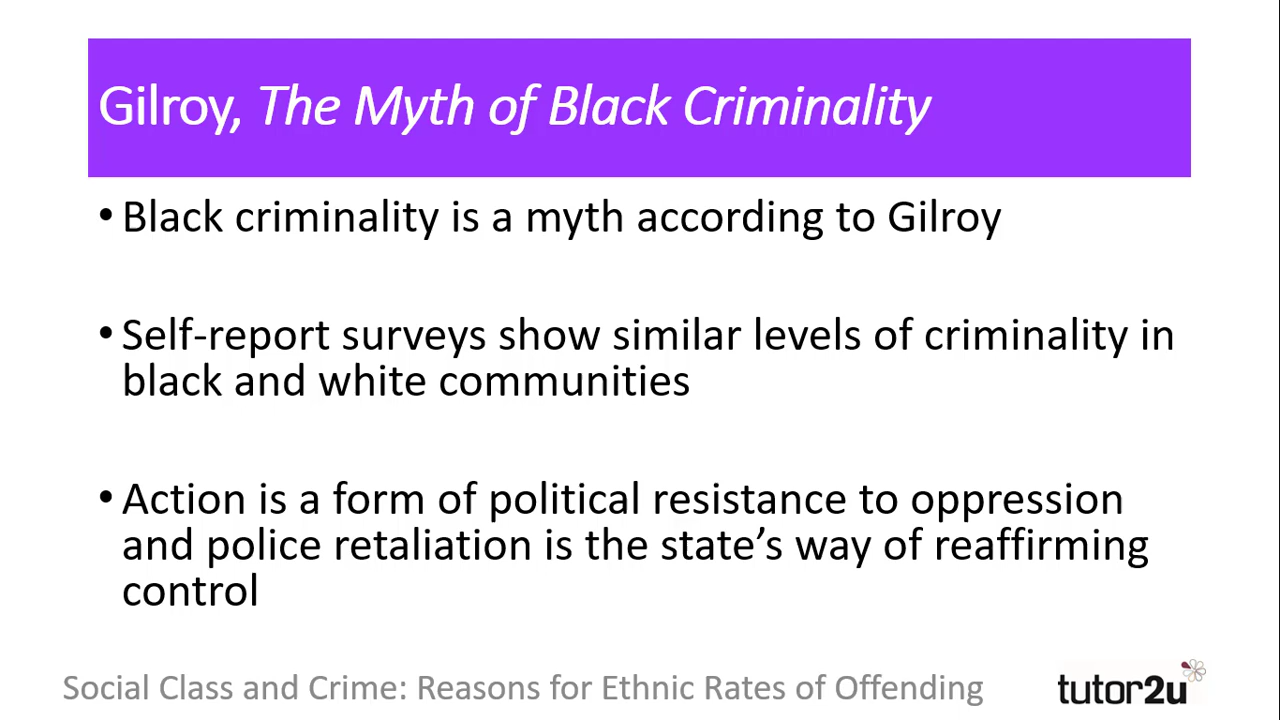 Gilroy, The Myth of Black Criminality
• Black criminality is a myth according to Gilroy
• Self-report surveys show similar levels of criminality in
black and white communities
• Action is a form of political resistance to oppression
and police retaliation is the state’s way of reaffirming
control
Social Class and Crime: Reasons for Ethnic Rates of Offending
tutor2u